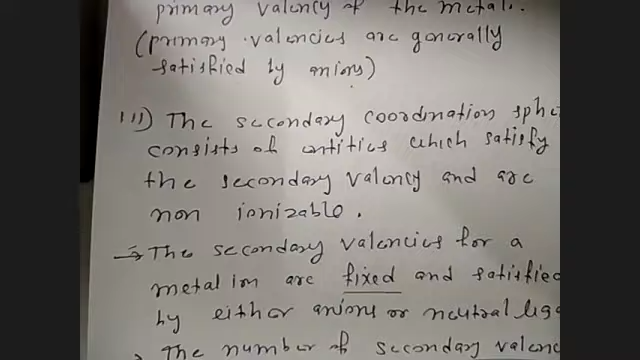 primary valency of the metal.
(primary valencies are generally
satisfied by anions)
III) The secondary coordination sphe
consists of entities which satisfy
the secondary valency and are
non ionizable.
→ The secondary valencies for a
metal ion are fixed and satisfied
by either anions or neutral liga
→ The number of secondary valenc